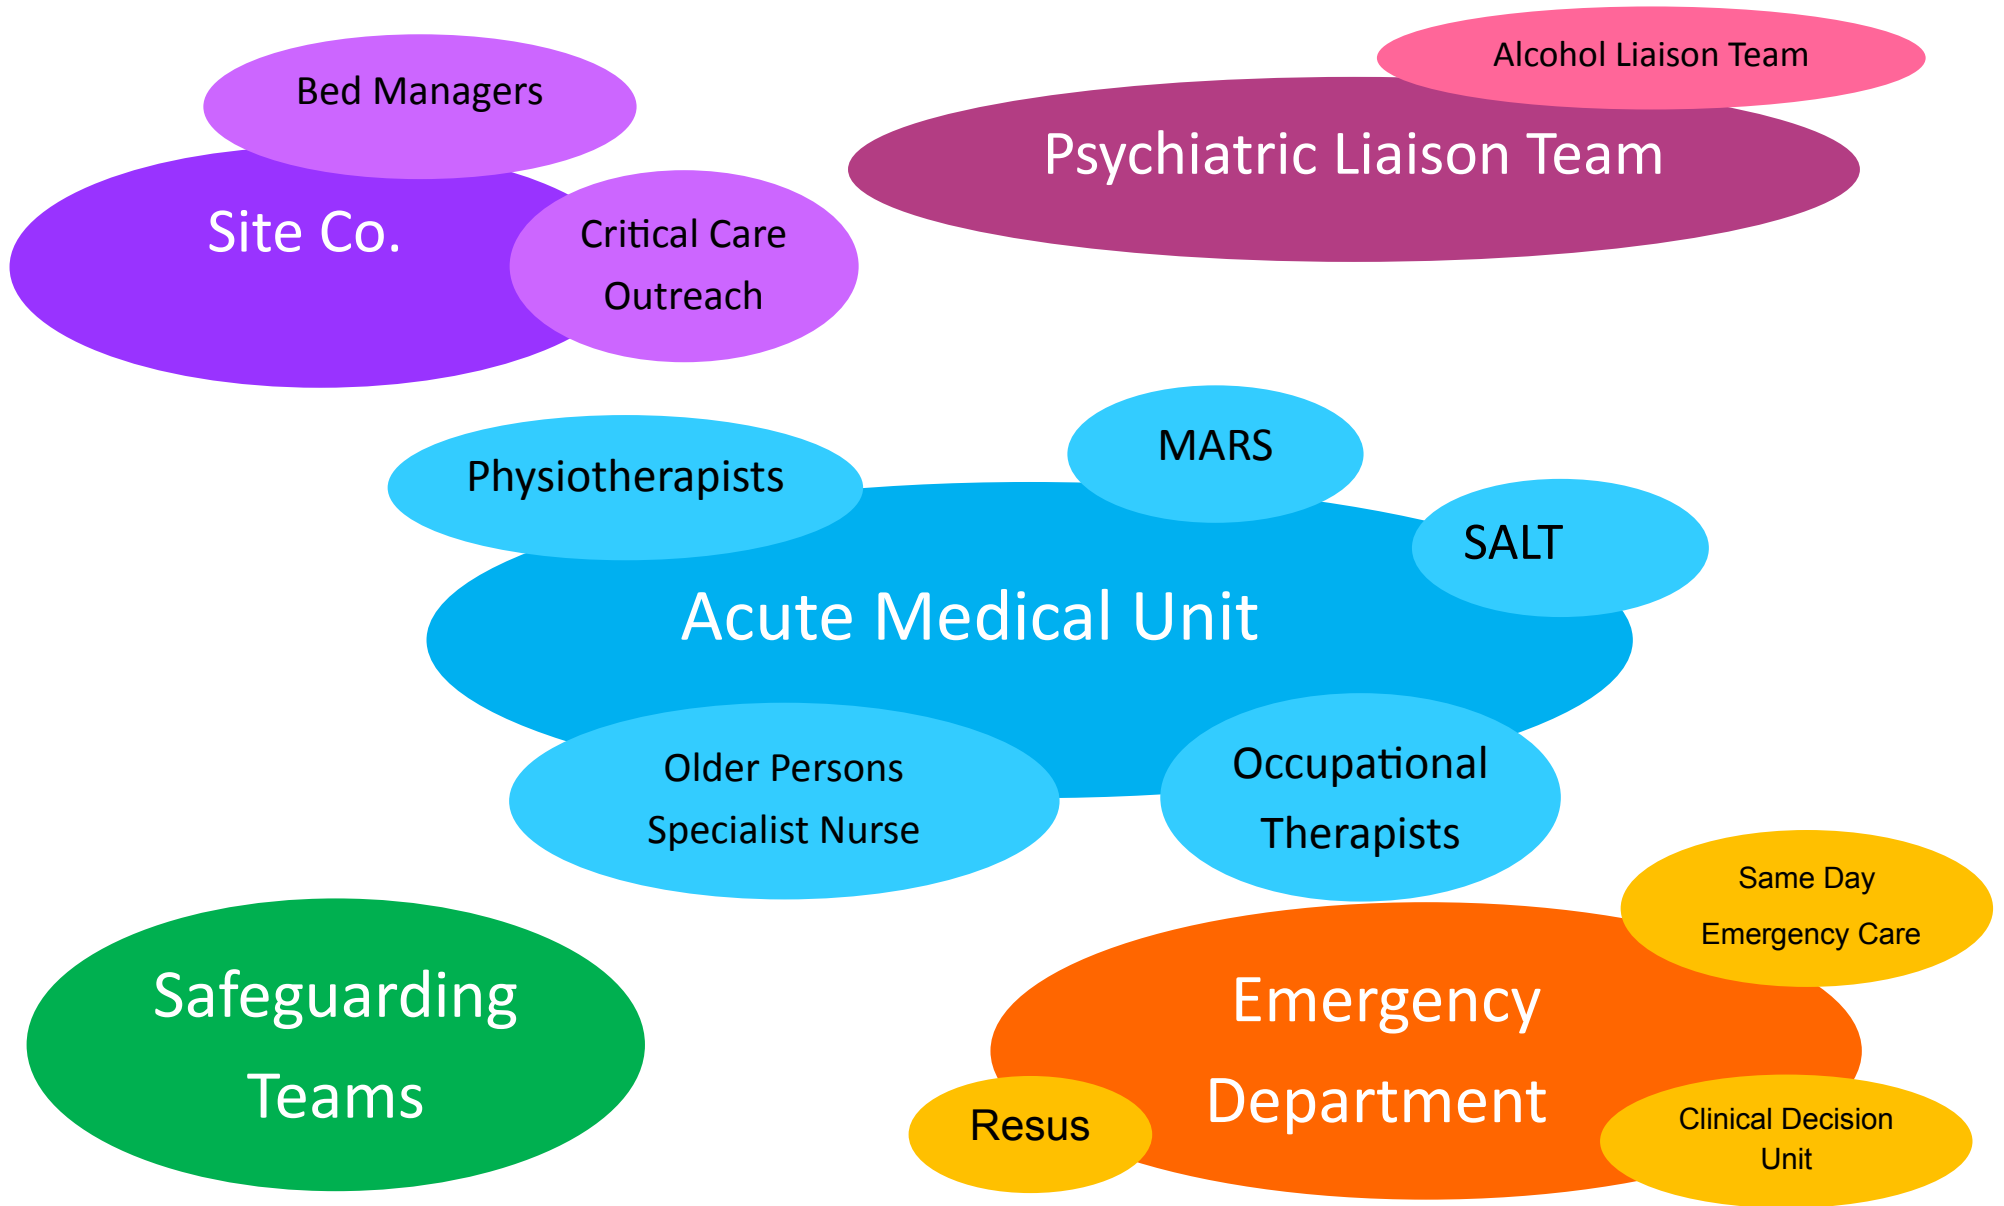 Bed Managers
Site Co.
Critical Care
Outreach
Alcohol Liaison Team
Psychiatric Liaison Team
Physiotherapists
MARS
SALT
Acute Medical Unit
Older Persons
Specialist Nurse
Occupational
Therapists
Safeguarding
Teams
Same Day
Emergency Care
Emergency
Department
Resus
Clinical Decision
Unit